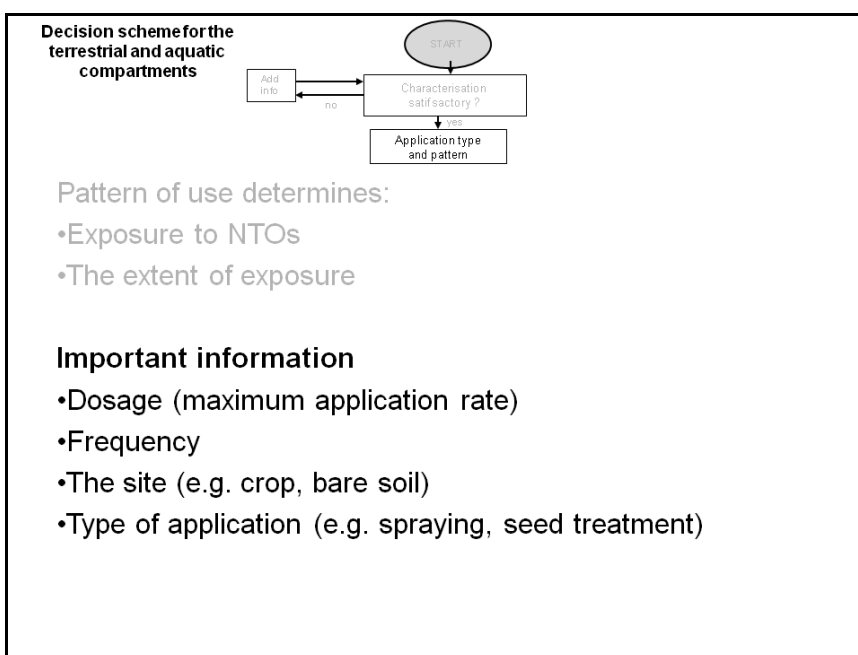 Decision scheme for the
terrestrial and aquatic
compartments
START
Add
info
no
Characterisation
satifsactory ?
yes
Application type
and pattern
Pattern of use determines:
•Exposure to NTOs
•The extent of exposure
Important information
•Dosage (maximum application rate)
•Frequency
•The site (e.g. crop, bare soil)
•Type of application (e.g. spraying, seed treatment)